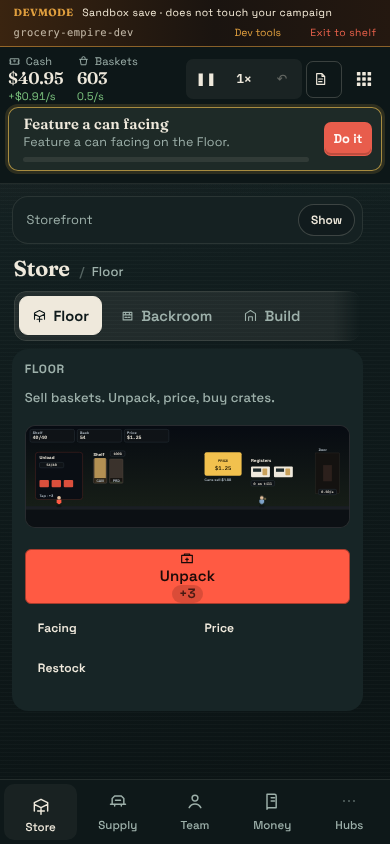 DEVMODE Sandbox save · does not touch your campaign
grocery-empire-dev Dev tools Exit to shelf
Cash Baskets
$40.95 603 1×
+$0.91/s 0.5/s
Feature a can facing
Feature a can facing on the Floor.
Do it
Storefront Show
Store / Floor
Floor Backroom Build
FLOOR
Sell baskets. Unpack, price, buy crates.
Shelf Back Price
40/40 54 $1.25
Unload Shelf Registers Door
PRICE
$1.25
Unpack
+3
Facing Price
Restock
Store Supply Team Money Hubs